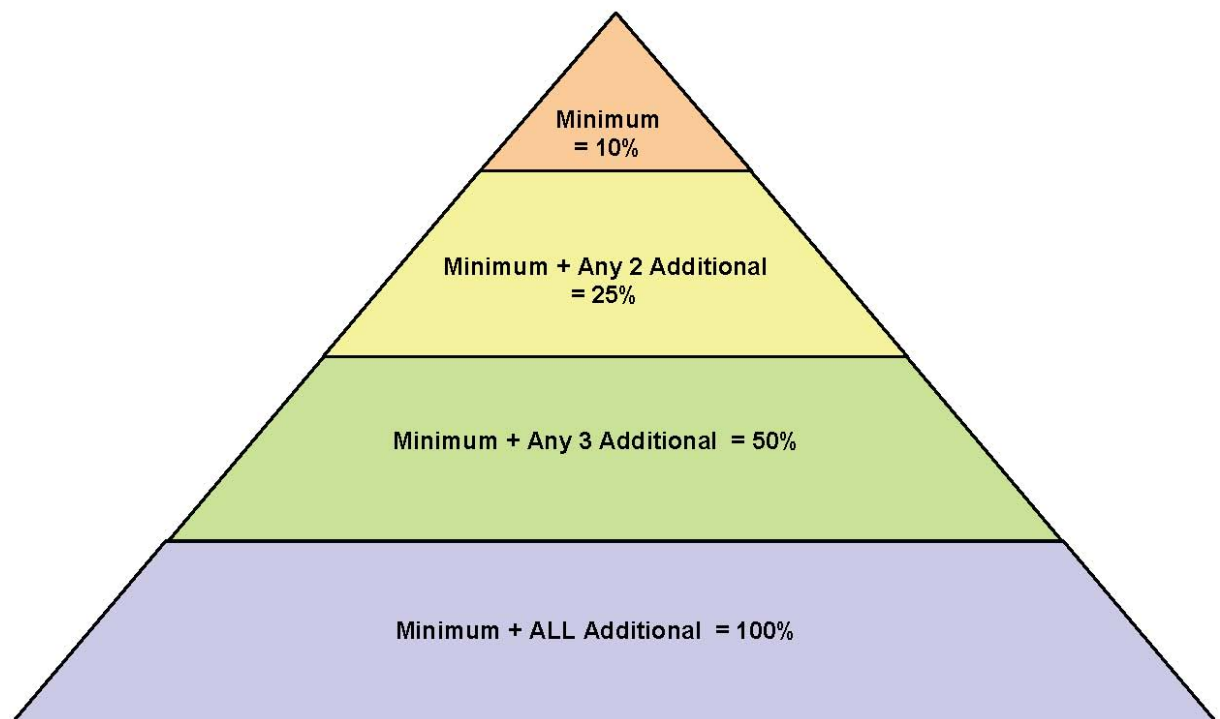 Minimum
= 10%
Minimum + Any 2 Additional
= 25%
Minimum + Any 3 Additional = 50%
Minimum + ALL Additional = 100%